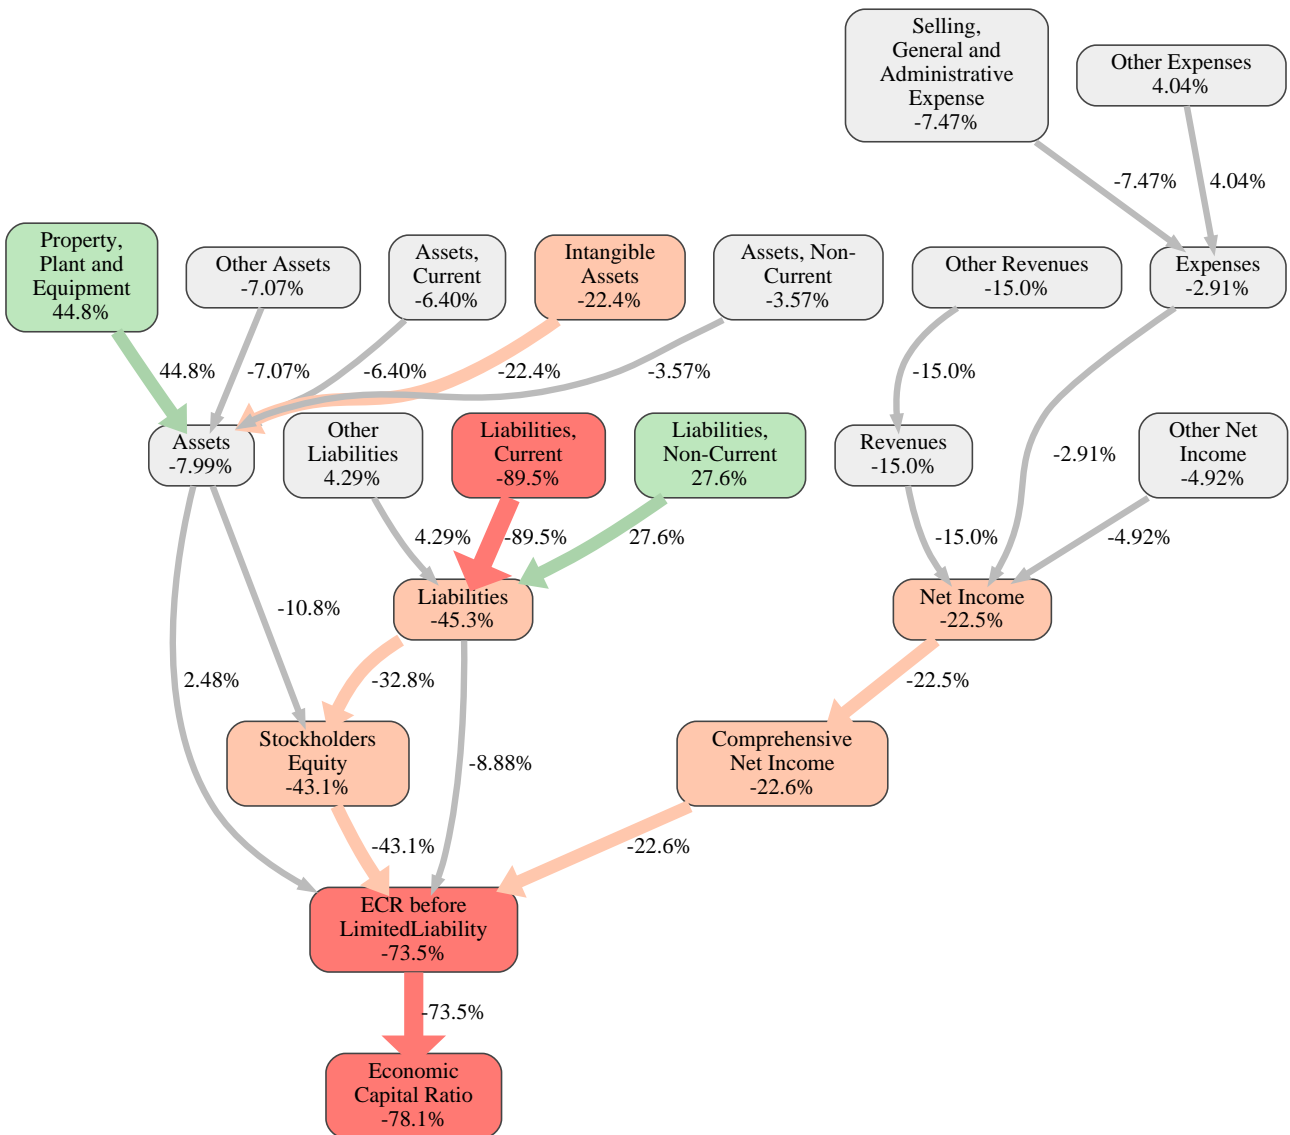 Selling,
General and
Administrative
Expense
-7.47%
Other Expenses
4.04%
-7.47%
4.04%
Property,
Plant and
Equipment
44.8%
Other Assets
-7.07%
Assets,
Current
-6.40%
Intangible
Assets
-22.4%
Assets, Non-
Current
-3.57%
Other Revenues
-15.0%
Expenses
-2.91%
44.8%
-7.07%
-6.40%
-22.4%
-3.57%
-15.0%
Assets
-7.99%
Other
Liabilities
4.29%
Liabilities,
Current
-89.5%
Liabilities,
Non-Current
27.6%
Revenues
-15.0%
-2.91%
Other Net
Income
-4.92%
4.29%
-89.5%
27.6%
-15.0%
-4.92%
-10.8%
Liabilities
-45.3%
Net Income
-22.5%
2.48%
-32.8%
-22.5%
Stockholders
Equity
-43.1%
-8.88%
Comprehensive
Net Income
-22.6%
-43.1%
-22.6%
ECR before
LimitedLiability
-73.5%
-73.5%
Economic
Capital Ratio
-78.1%